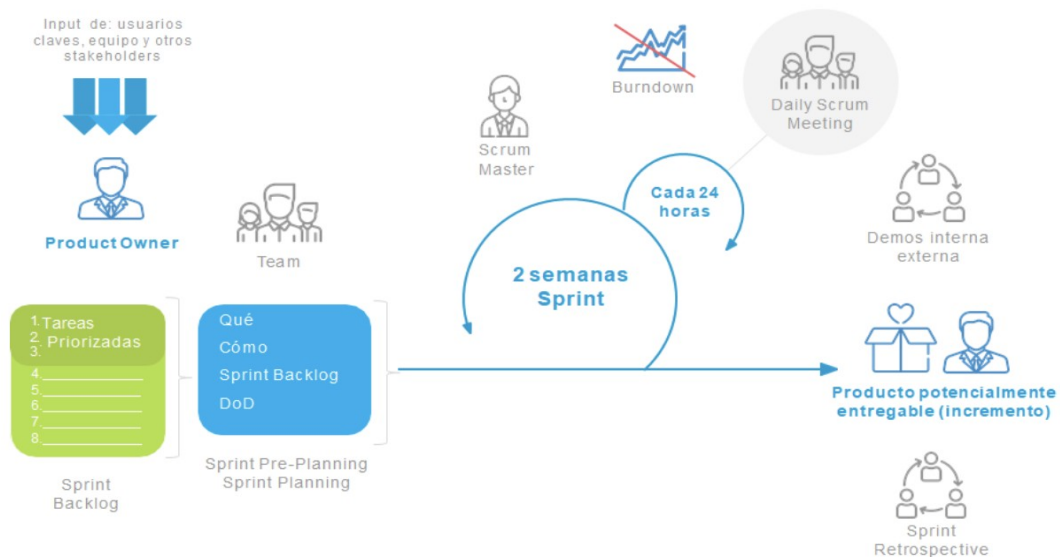 Input de: usuarios
claves, equipo y otros
stakeholders
Product Owner
Team
Scrum
Master
Burndown
Daily Scrum
Meeting
Cada 24
horas
2 semanas
Sprint
Demos interna
externa
1. Tareas
2. Priorizadas
3.
4.
5.
6.
7.
8.
Sprint
Backlog
Qué
Cómo
Sprint Backlog
DoD
Sprint Pre-Planning
Sprint Planning
Producto potencialmente
entregable (incremento)
Sprint
Retrospective